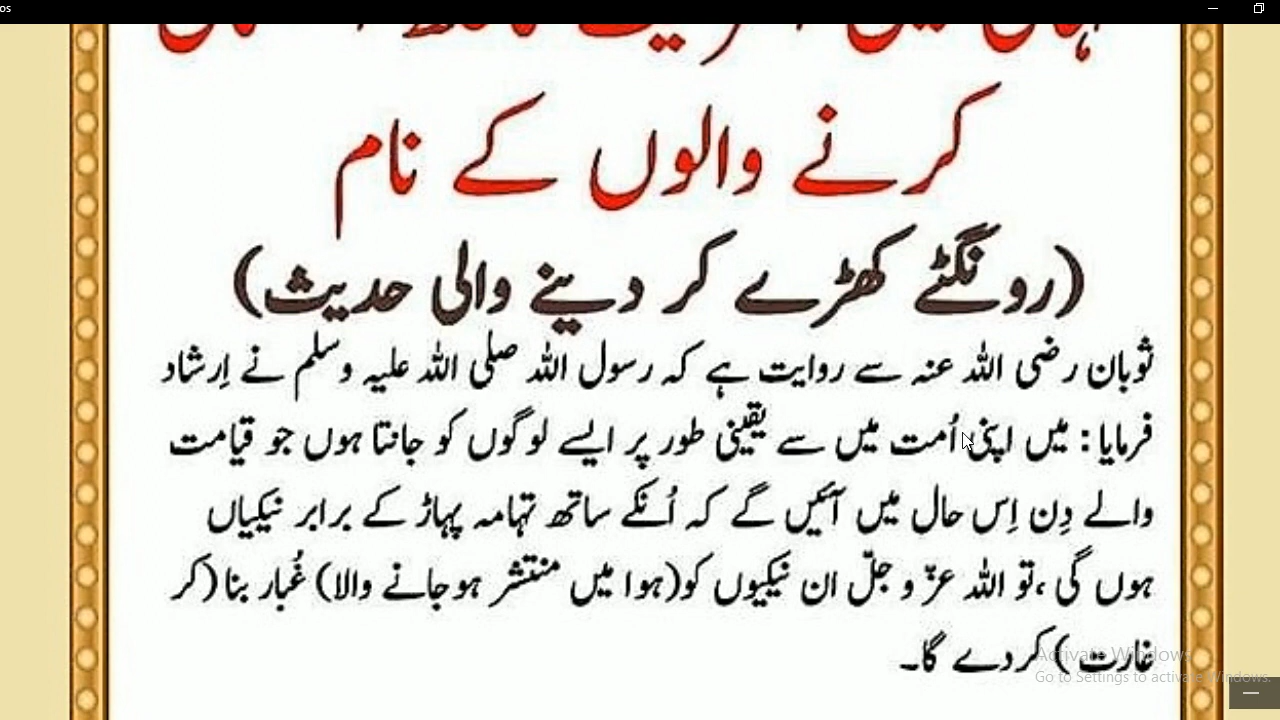 os
کرنے والوں کے نام
(رونگٹے کھڑے کر دینے والی حدیث)
ثوبان رضی اللہ عنہ سے روایت ہے کہ رسول اللہ صلی اللہ علیہ وسلم نے اِرشاد
فرمایا : میں اپنی اُمت میں سے یقینی طور پر ایسے لوگوں کو جانتا ہوں جو قیامت
والے دِن اِس حال میں آئیں گے کہ اُنکے ساتھ تہامہ پہاڑ کے برابر نیکیاں
ہوں گی ،تو اللہ عزّ و جلّ ان نیکیوں کو(ہوا میں منتشر ہوجانے والا) غُبار بنا (کر
غارت ) کردے گا۔
Activate Windows
Go to Settings to activate Windows.